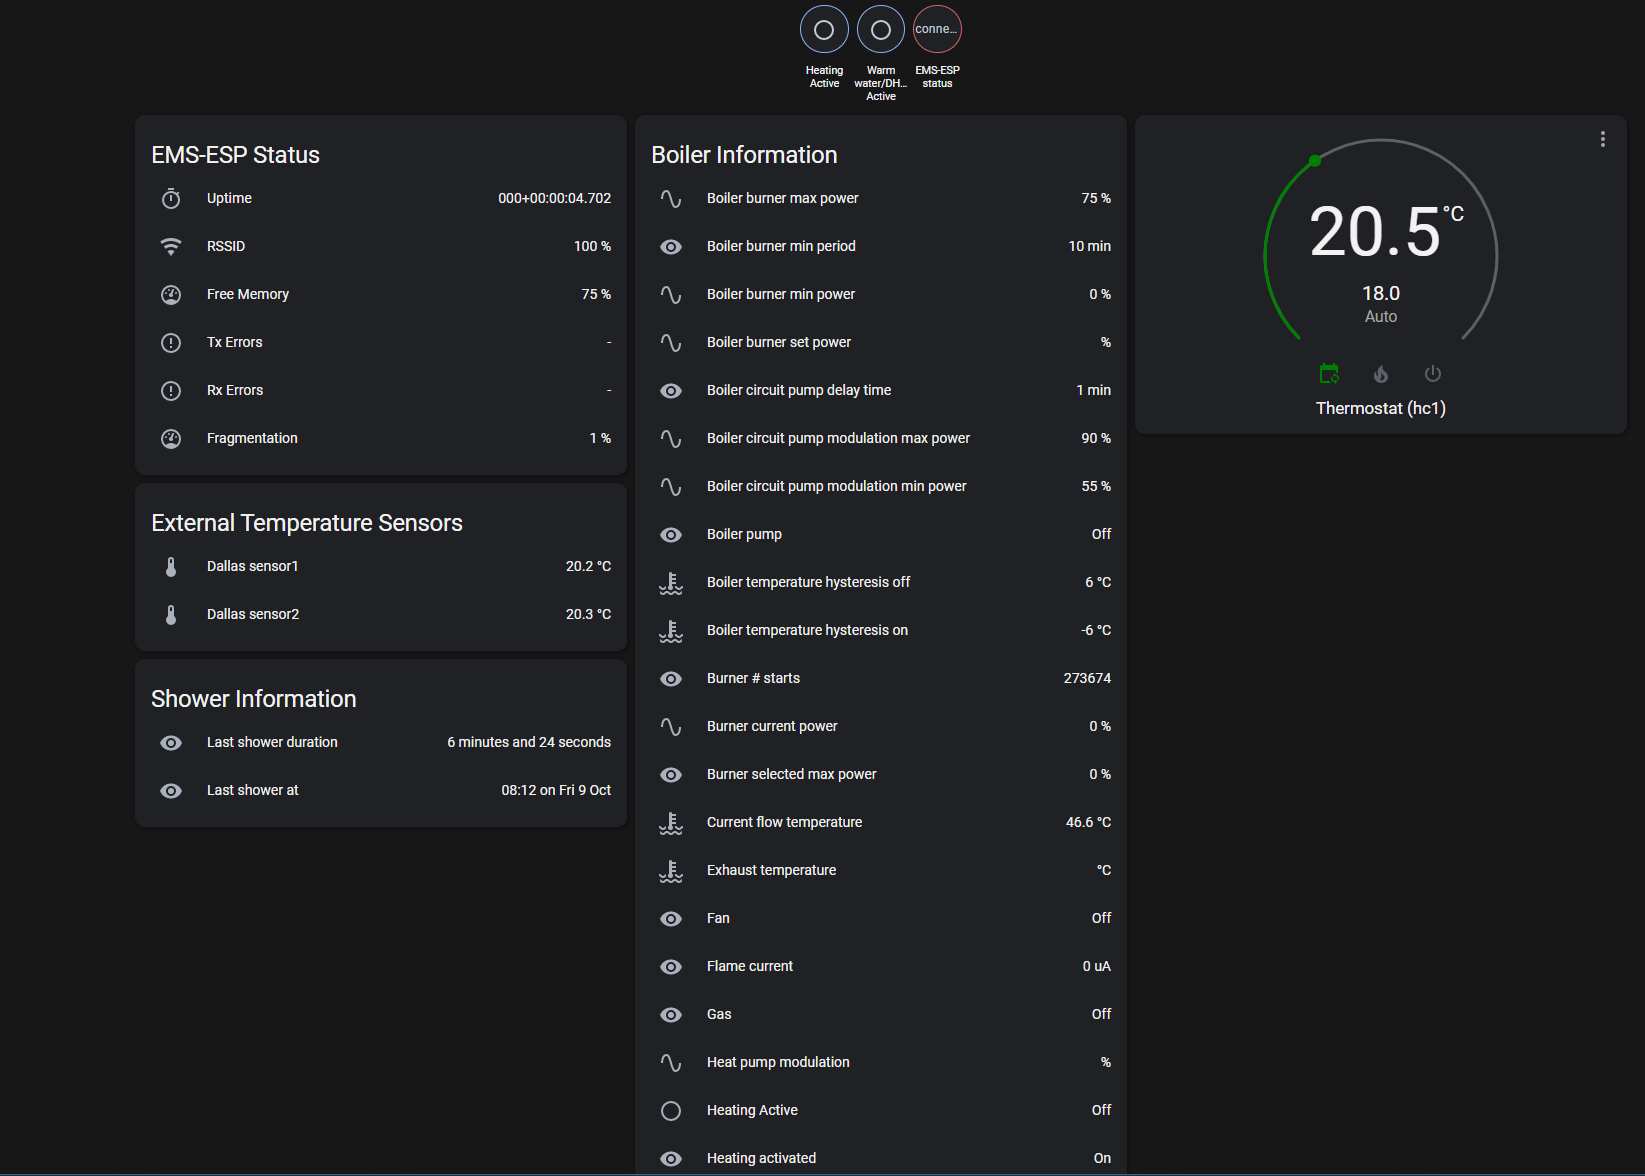 conne...
Heating
Active
Warm
water/DH...
Active
EMS-ESP
status
EMS-ESP Status
Uptime 000+00:00:04.702
RSSID 100 %
Free Memory 75 %
Tx Errors -
Rx Errors -
Fragmentation 1 %
External Temperature Sensors
Dallas sensor1 20.2 °C
Dallas sensor2 20.3 °C
Shower Information
Last shower duration 6 minutes and 24 seconds
Last shower at 08:12 on Fri 9 Oct
Boiler Information
Boiler burner max power 75 %
Boiler burner min period 10 min
Boiler burner min power 0 %
Boiler burner set power %
Boiler circuit pump delay time 1 min
Boiler circuit pump modulation max power 90 %
Boiler circuit pump modulation min power 55 %
Boiler pump Off
Boiler temperature hysteresis off 6 °C
Boiler temperature hysteresis on -6 °C
Burner # starts 273674
Burner current power 0 %
Burner selected max power 0 %
Current flow temperature 46.6 °C
Exhaust temperature °C
Fan Off
Flame current 0 uA
Gas Off
Heat pump modulation %
Heating Active Off
Heating activated On
20.5 °C
18.0
Auto
Thermostat (hc1)